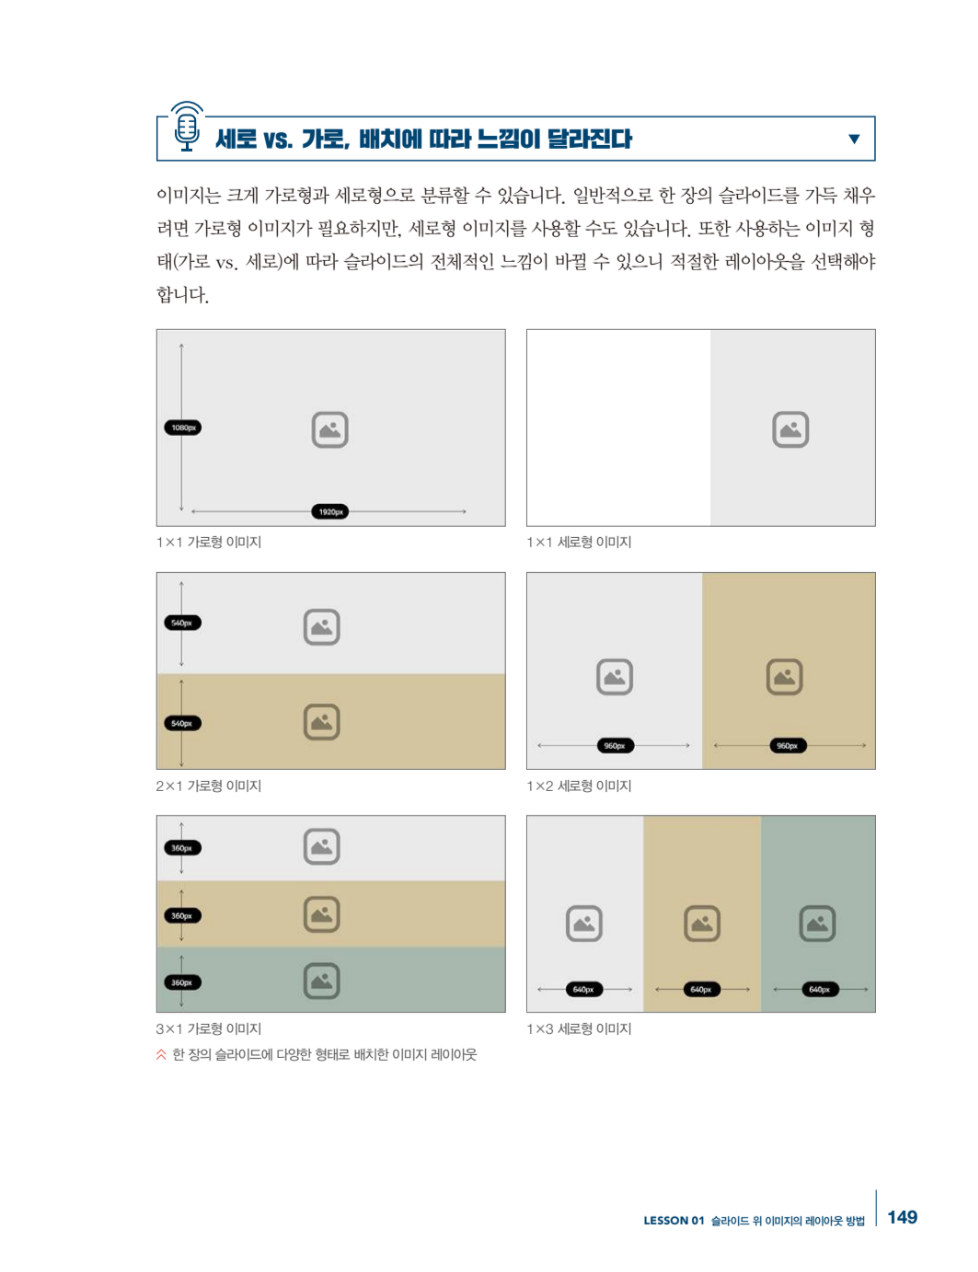 세로 vs. 가로, 배치에 따라 느낌이 달라진다
이미지는 크게 가로형과 세로형으로 분류할 수 있습니다. 일반적으로 한 장의 슬라이드를 가득 채우
려면 가로형 이미지가 필요하지만, 세로형 이미지를 사용할 수도 있습니다. 또한 사용하는 이미지 형
태(가로 vs. 세로)에 따라 슬라이드의 전체적인 느낌이 바뀔 수 있으니 적절한 레이아웃을 선택해야
합니다.
1080px
1920px
1×1 가로형 이미지
1×1 세로형 이미지
540px
540px
2×1 가로형 이미지
960px
960px
1×2 세로형 이미지
360px
360px
360px
3×1 가로형 이미지
640px
640px
640px
1×3 세로형 이미지
한 장의 슬라이드에 다양한 형태로 배치한 이미지 레이아웃
LESSON 01 슬라이드 위 이미지의 레이아웃 방법
149